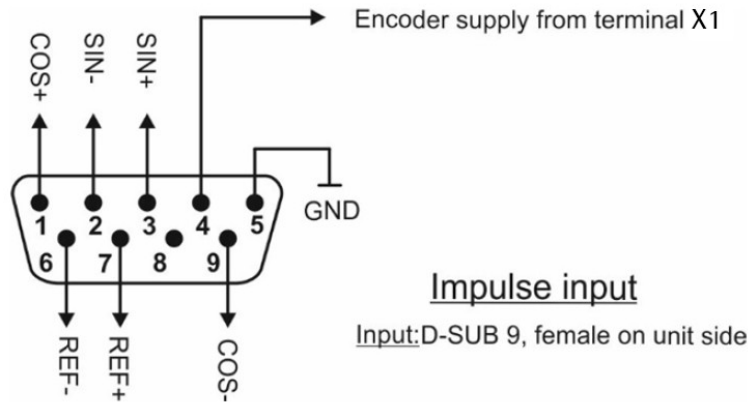 Encoder supply from terminal X1
COS+
SIN-
SIN+
GND
1 2 3 4 5
6 7 8 9
REF-
REF+
COS-
Impulse input
Input:D-SUB 9, female on unit side